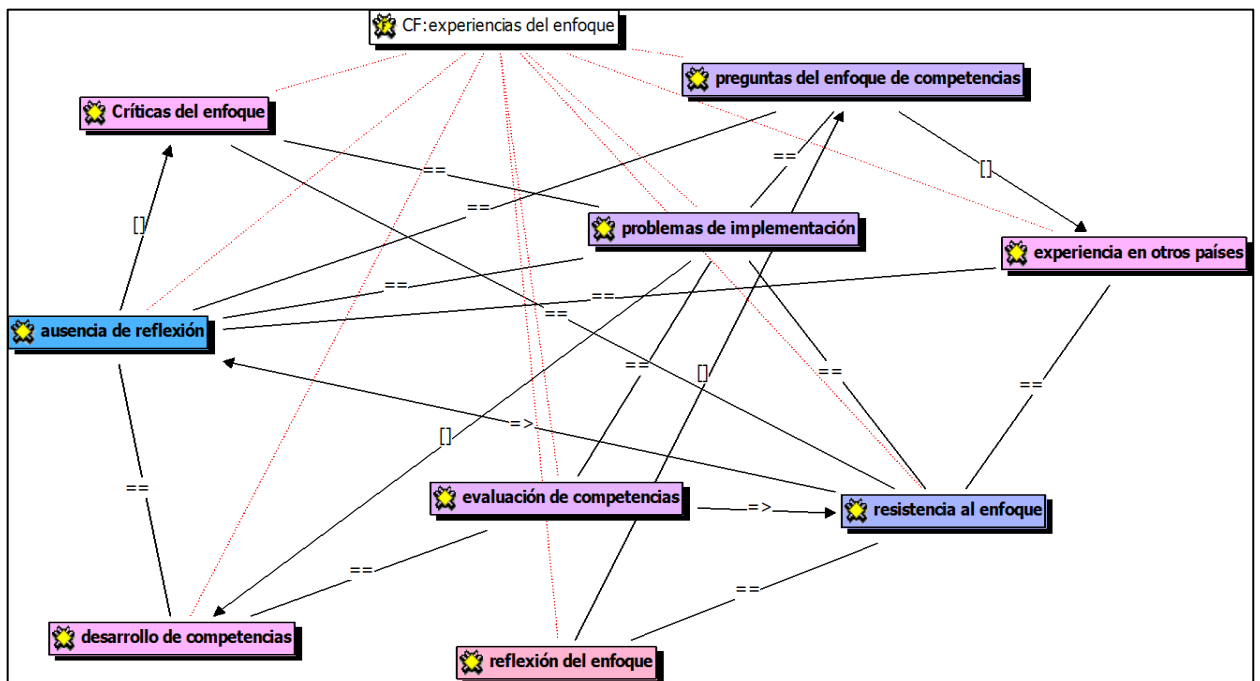 CF:experiencias del enfoque
preguntas del enfoque de competencias
Críticas del enfoque
==
==
[]
==
[]
problemas de implementación
experiencia en otros países
==
==
==
ausencia de reflexión
==
==
[]
==
==
=>
[]
==
evaluación de competencias
=>
resistencia al enfoque
==
==
desarrollo de competencias
reflexión del enfoque